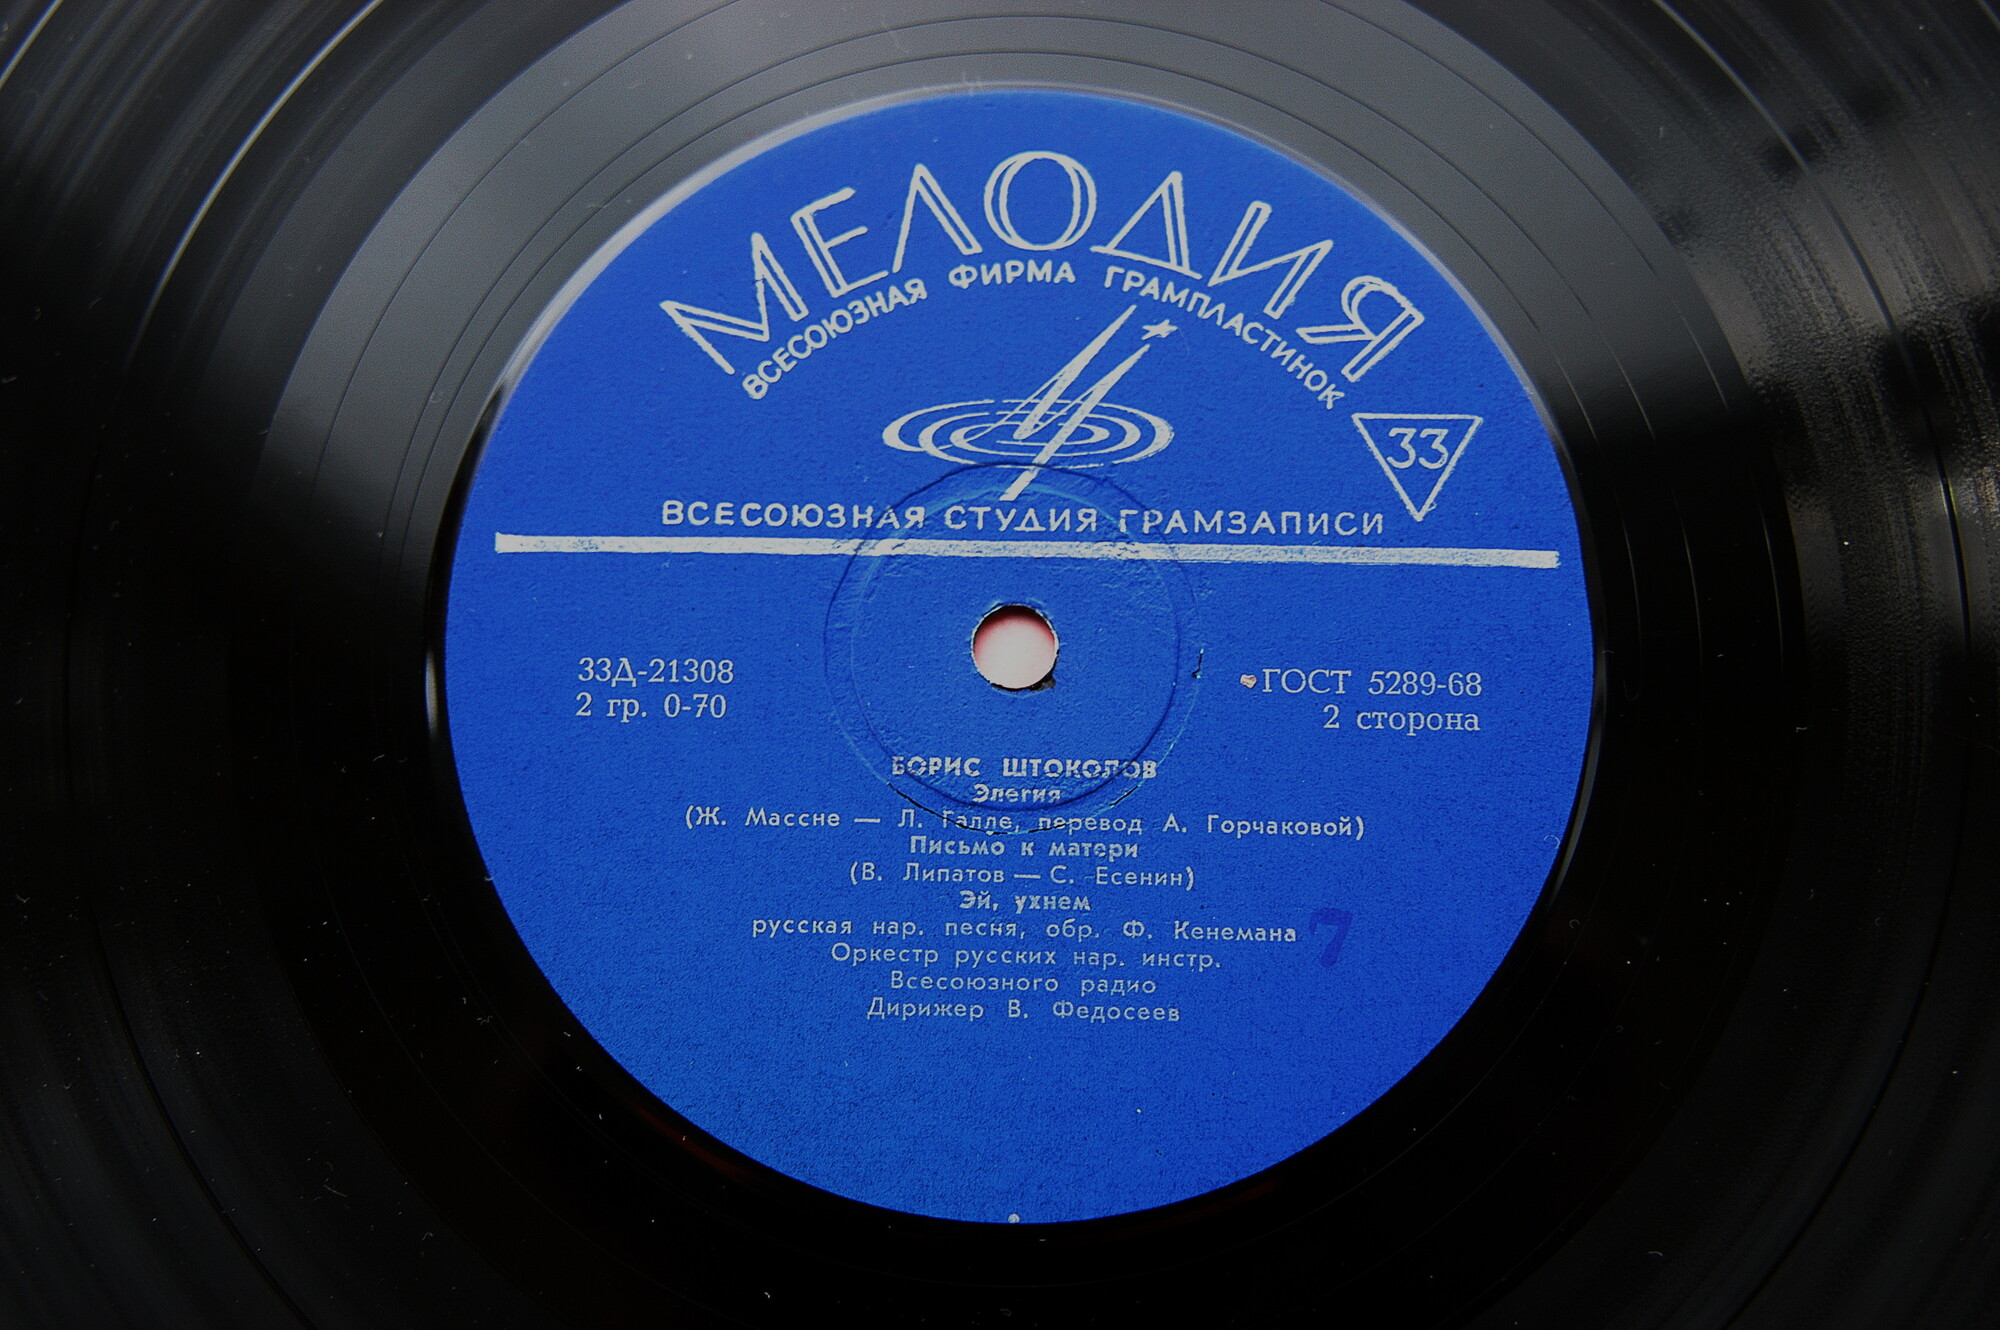 МЕЛОДИЯ
ВСЕСОЮЗНАЯ ФИРМА ГРАМПЛАСТИНОК
33
ВСЕСОЮЗНАЯ СТУДИЯ ГРАМЗАПИСИ
33Д-21308
2 гр. 0-70
ГОСТ 5289-68
2 сторона
БОРИС ШТОКОЛОВ
Элегия
(Ж. Массне — Л. Галле, перевод А. Горчаковой)
Письмо к матери
(В. Липатов — С. Есенин)
Эй, ухнем
русская нар. песня, обр. Ф. Кенемана
7
Оркестр русских нар. инстр.
Всесоюзного радио
Дирижер В. Федосеев